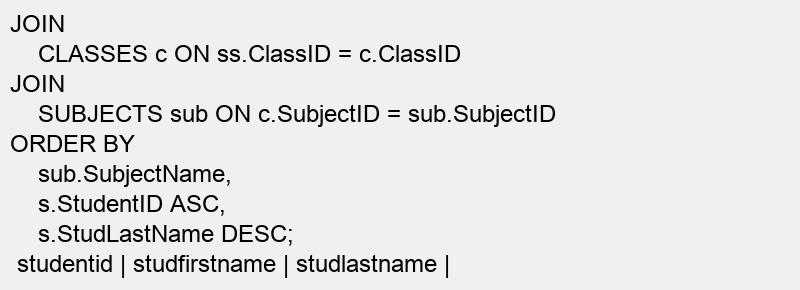 JOIN
CLASSES c ON ss.ClassID = c.ClassID
JOIN
SUBJECTS sub ON c.SubjectID = sub.SubjectID
ORDER BY
sub.SubjectName,
s.StudentID ASC,
s.StudLastName DESC;
studentid | studfirstname | studlastname |